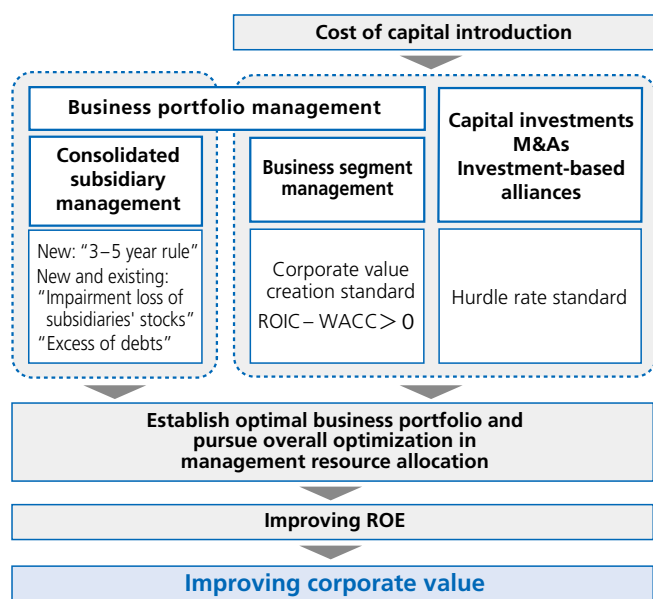 Cost of capital introduction
Business portfolio management
Consolidated
subsidiary
management
New: “3–5 year rule”
New and existing:
“Impairment loss of
subsidiaries' stocks”
“Excess of debts”
Business segment
management
Corporate value
creation standard
ROIC – WACC > 0
Capital investments
M&As
Investment-based
alliances
Hurdle rate standard
Establish optimal business portfolio and
pursue overall optimization in
management resource allocation
Improving ROE
Improving corporate value